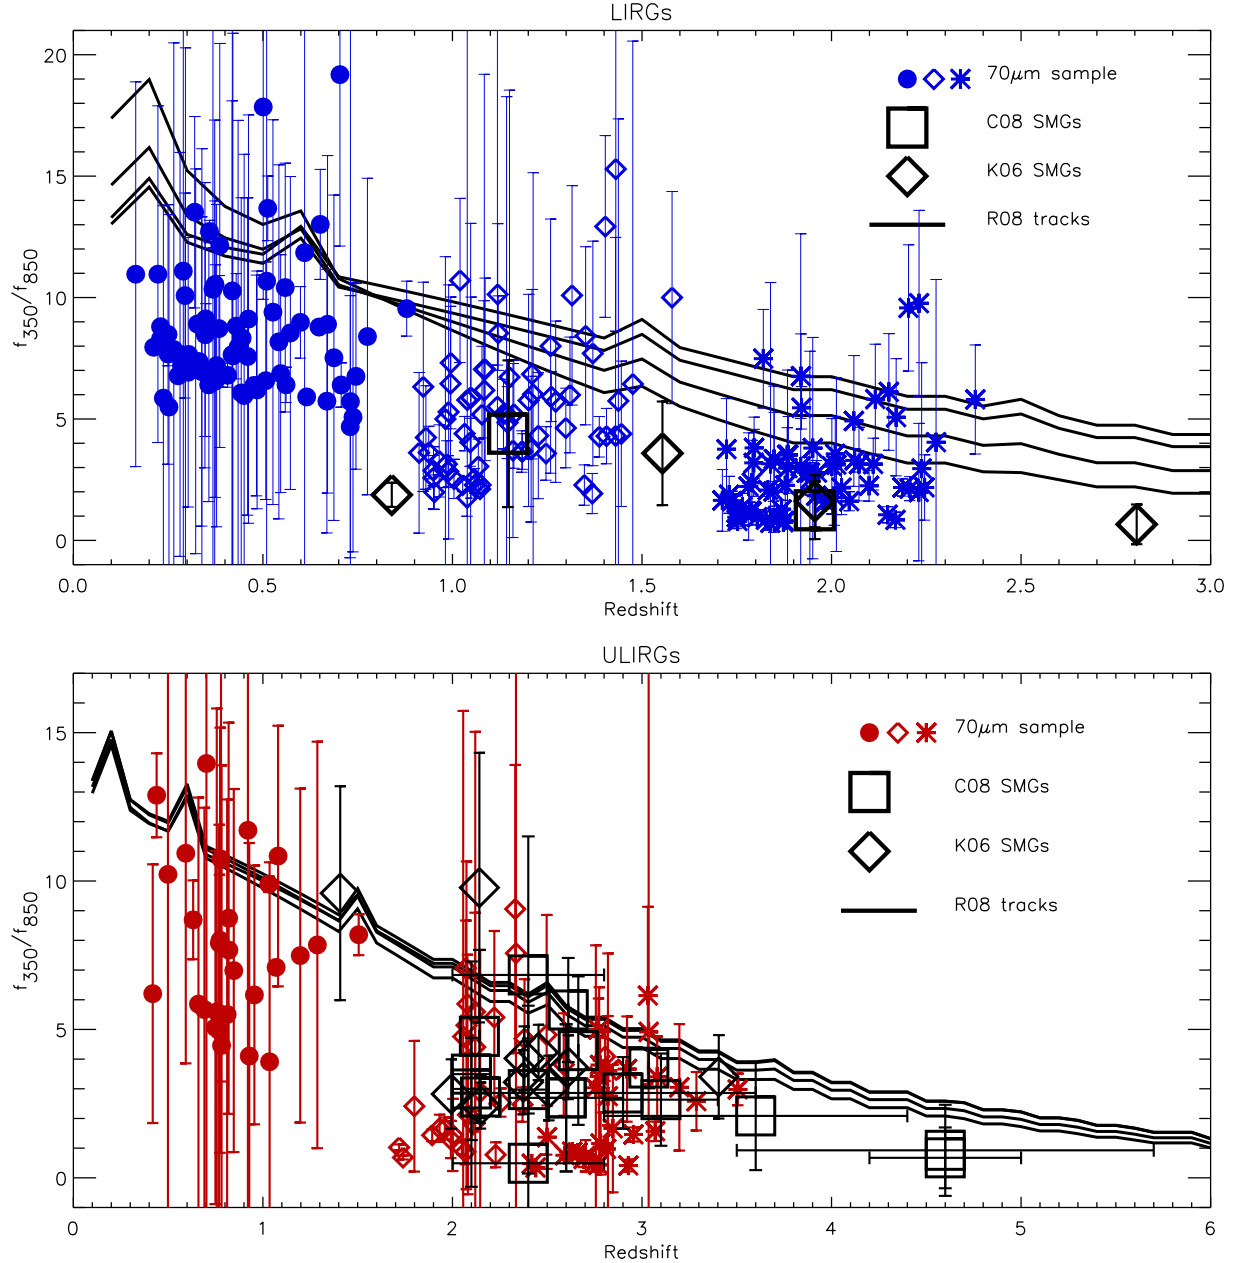 LIRGs
20
15
10
5
0
f350/f850
70μm sample
C08 SMGs
K06 SMGs
R08 tracks
0.0 0.5 1.0 1.5 2.0 2.5 3.0
Redshift
ULIRGs
15
10
5
0
f350/f850
70μm sample
C08 SMGs
K06 SMGs
R08 tracks
0 1 2 3 4 5 6
Redshift